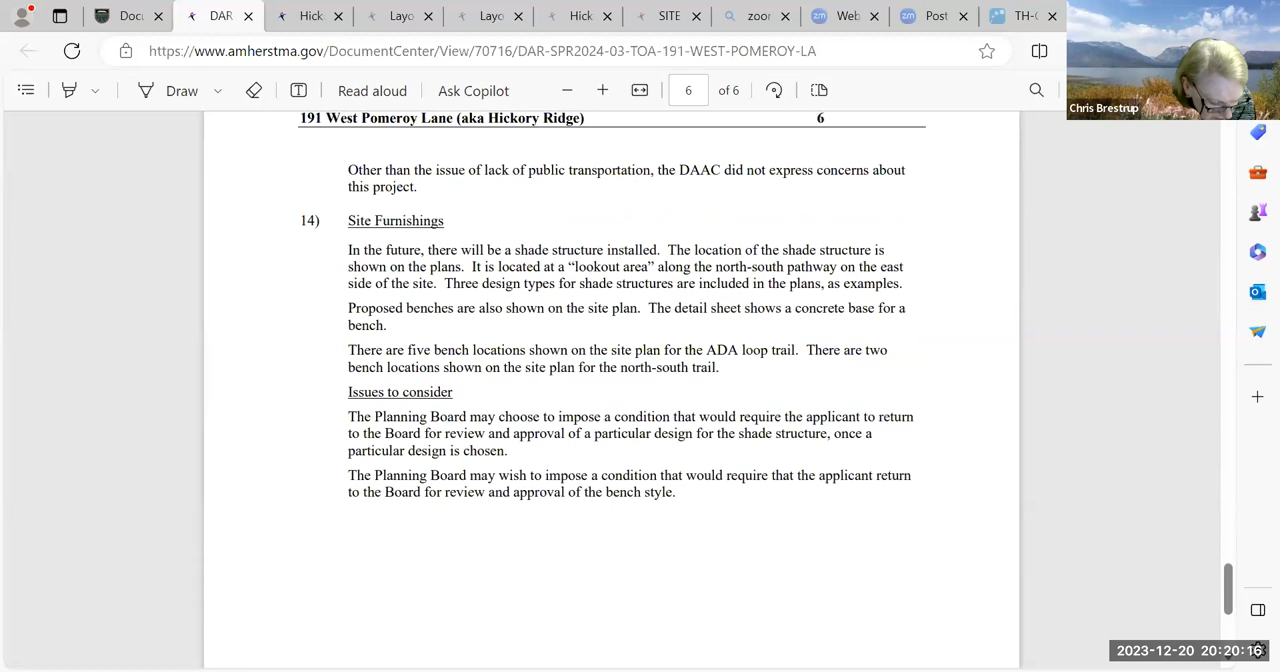 Docu
DAR
Hick
Layo
Layo
Hick
SITE
zoor
Web
Post
TH-C
https://www.amherstma.gov/DocumentCenter/View/70716/DAR-SPR2024-03-TOA-191-WEST-POMEROY-LA
Draw
Read aloud
Ask Copilot
6
of 6
Chris Brestrup
191 West Pomeroy Lane (aka Hickory Ridge) 6
Other than the issue of lack of public transportation, the DAAC did not express concerns about
this project.
14) Site Furnishings
In the future, there will be a shade structure installed. The location of the shade structure is
shown on the plans. It is located at a “lookout area” along the north-south pathway on the east
side of the site. Three design types for shade structures are included in the plans, as examples.
Proposed benches are also shown on the site plan. The detail sheet shows a concrete base for a
bench.
There are five bench locations shown on the site plan for the ADA loop trail. There are two
bench locations shown on the site plan for the north-south trail.
Issues to consider
The Planning Board may choose to impose a condition that would require the applicant to return
to the Board for review and approval of a particular design for the shade structure, once a
particular design is chosen.
The Planning Board may wish to impose a condition that would require that the applicant return
to the Board for review and approval of the bench style.
2023-12-20 20:20:16